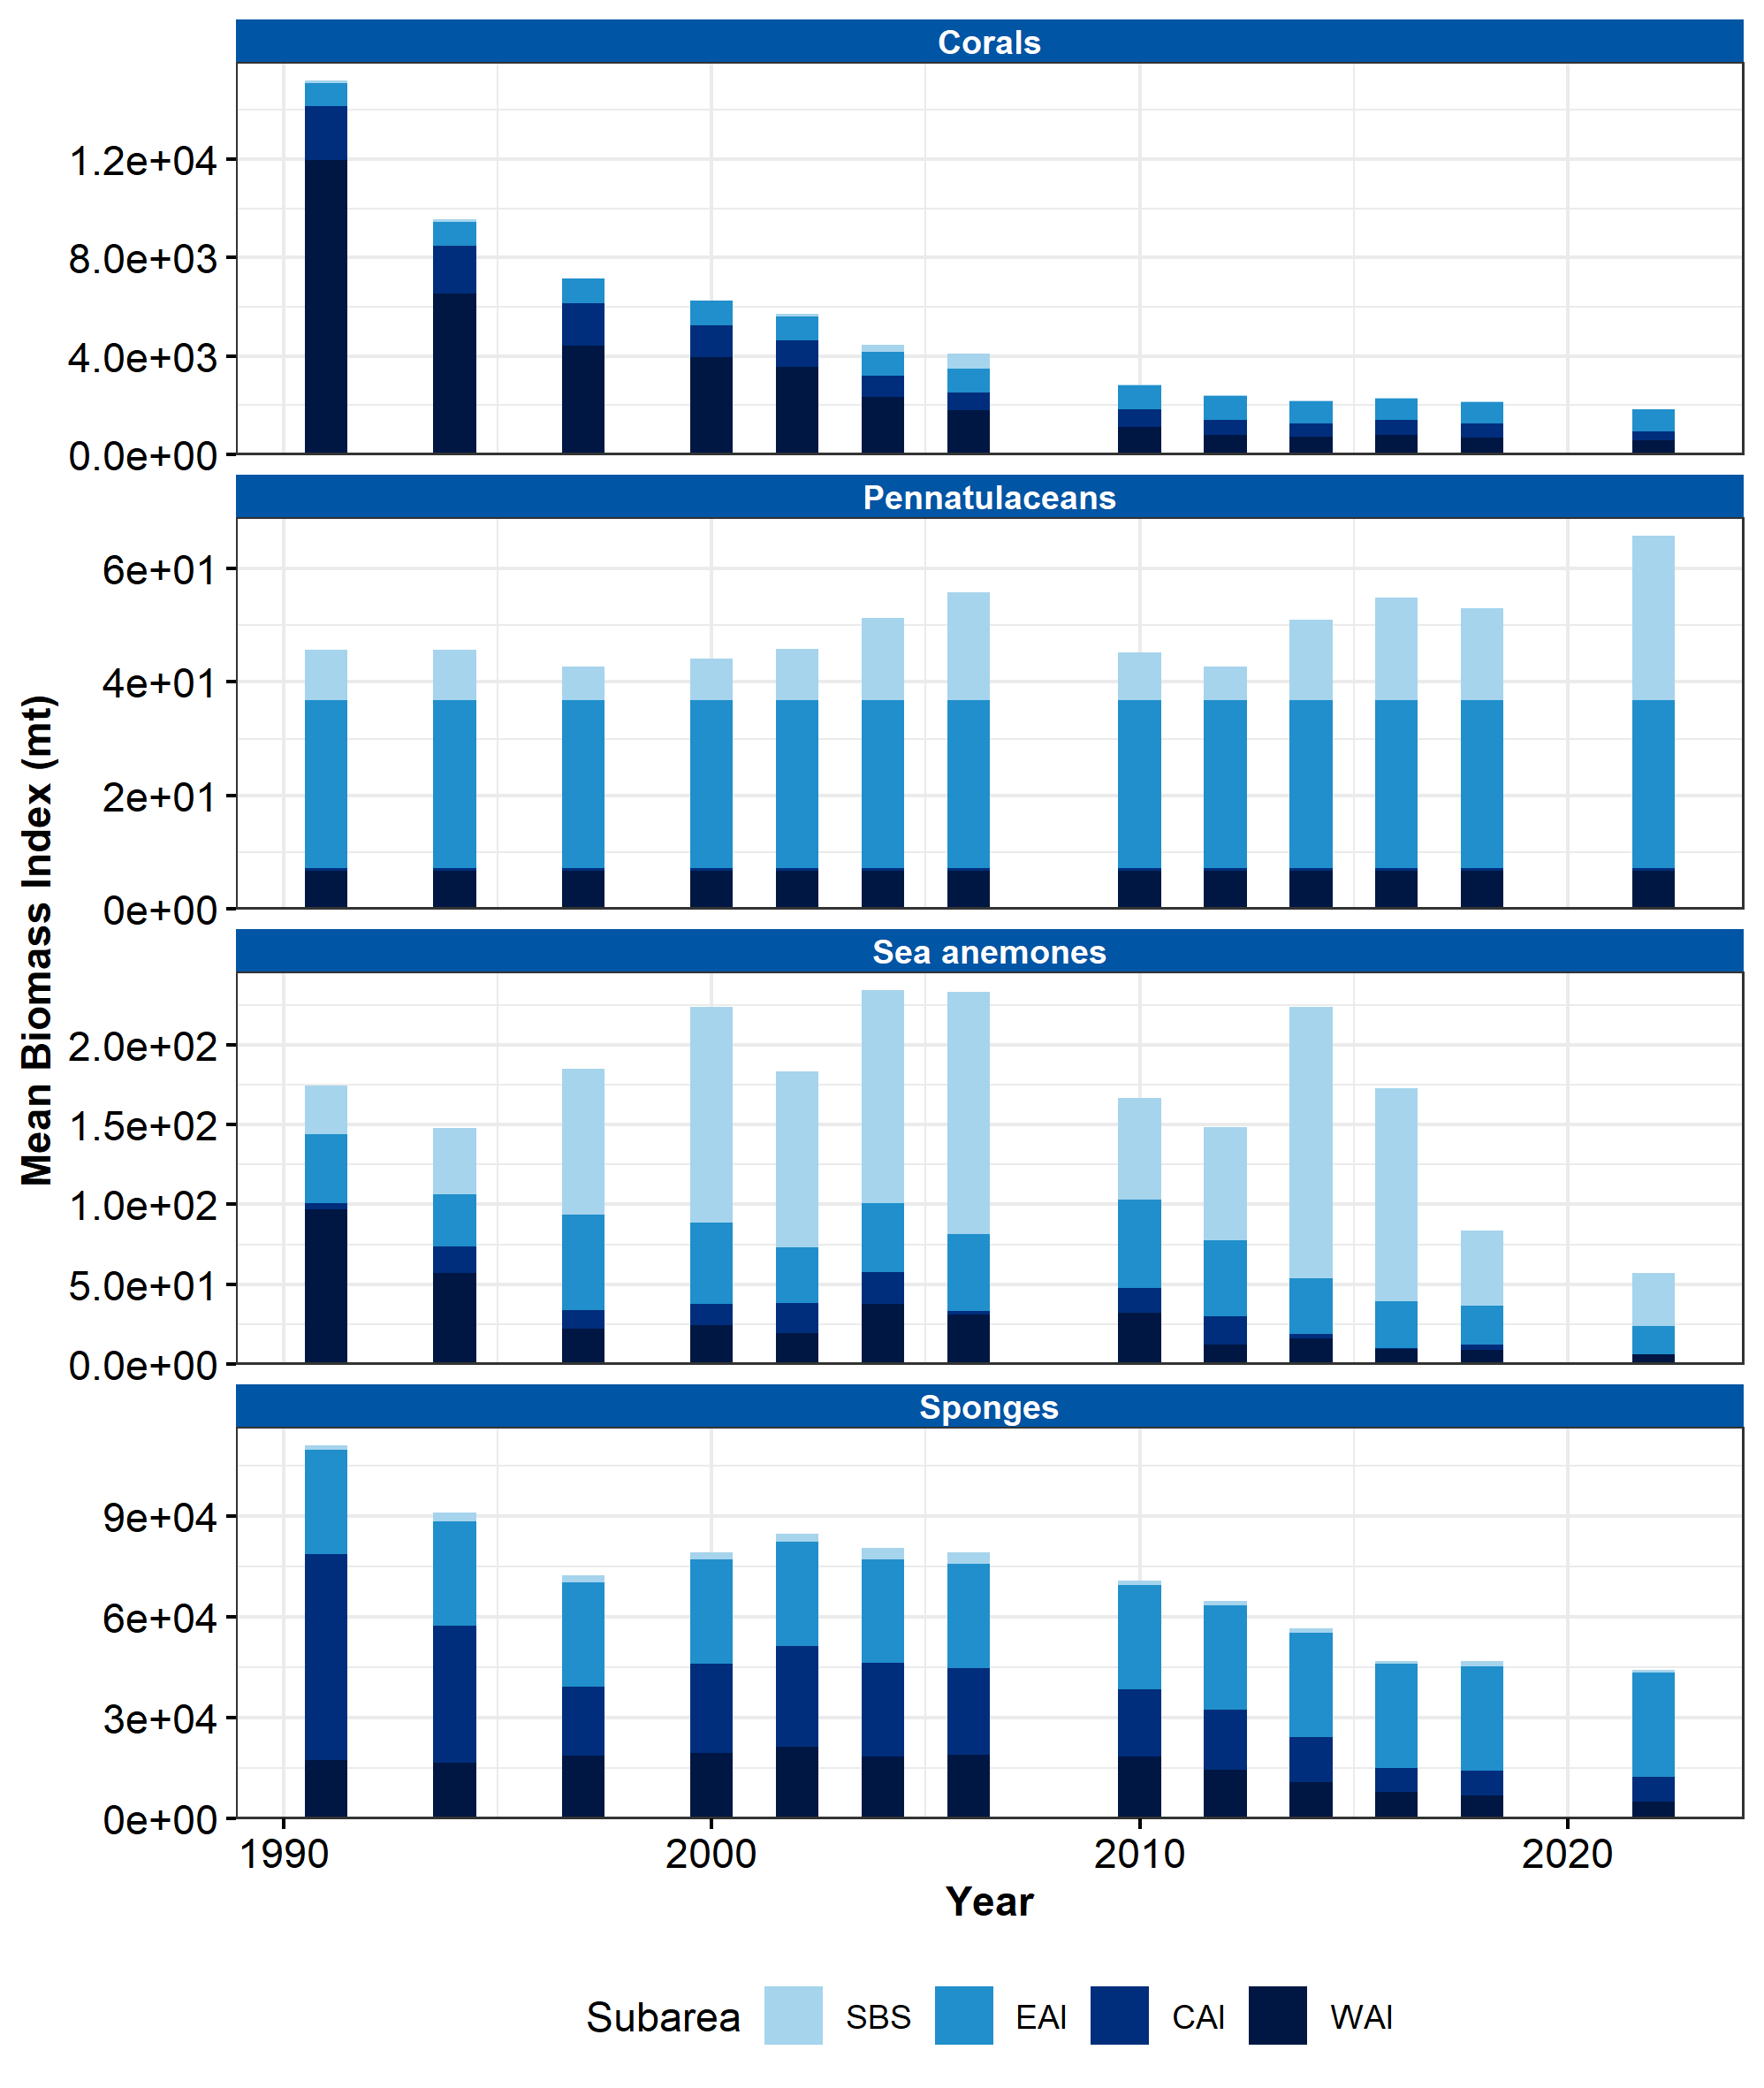 Corals
1.2e+04
8.0e+03
4.0e+03
0.0e+00
Pennatulaceans
6e+01
4e+01
2e+01
0e+00
Mean Biomass Index (mt)
Sea anemones
2.0e+02
1.5e+02
1.0e+02
5.0e+01
0.0e+00
Sponges
9e+04
6e+04
3e+04
0e+00
1990 2000 2010 2020
Year
Subarea SBS EAI CAI WAI